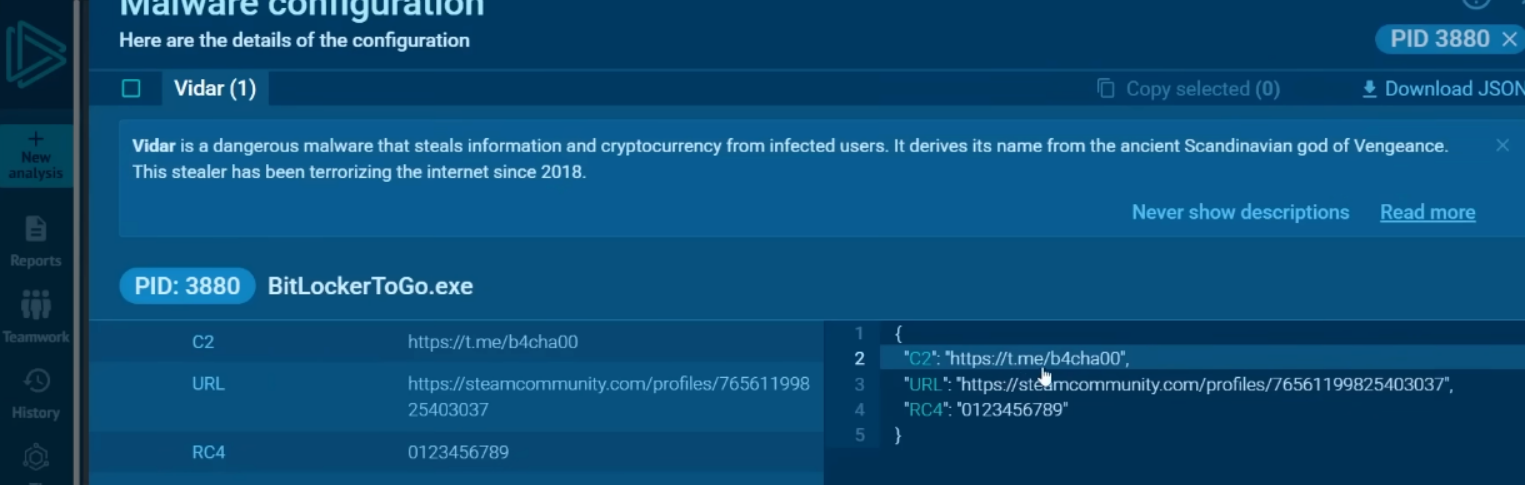 Malware configuration
Here are the details of the configuration
PID 3880 ×
Vidar (1)
Copy selected (0)
Download JSON
+
New
analysis
Vidar is a dangerous malware that steals information and cryptocurrency from infected users. It derives its name from the ancient Scandinavian god of Vengeance.
This stealer has been terrorizing the internet since 2018.
Never show descriptions
Read more
Reports
PID: 3880
BitLockerToGo.exe
Teamwork
C2
https://t.me/b4cha00
URL
https://steamcommunity.com/profiles/765611998
25403037
RC4
0123456789
History
1 {
2 "C2": "https://t.me/b4cha00",
3 "URL": "https://steamcommunity.com/profiles/76561199825403037",
4 "RC4": "0123456789"
5 }